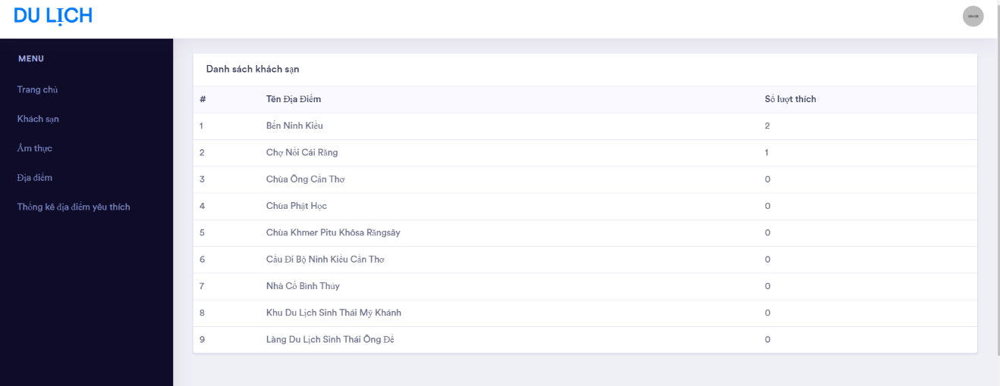 DU LỊCH
MENU
Trang chủ
Khách sạn
Ẩm thực
Địa điểm
Thống kê địa điểm yêu thích
Danh sách khách sạn
# Tên Địa Điểm Số lượt thích
1 Bến Ninh Kiều 2
2 Chợ Nổi Cái Răng 1
3 Chùa Ông Cần Thơ 0
4 Chùa Phật Học 0
5 Chùa Khmer Pitu Khôsa Răngsây 0
6 Cầu Đi Bộ Ninh Kiều Cần Thơ 0
7 Nhà Cổ Bình Thủy 0
8 Khu Du Lịch Sinh Thái Mỹ Khánh 0
9 Làng Du Lịch Sinh Thái Ông Đề 0